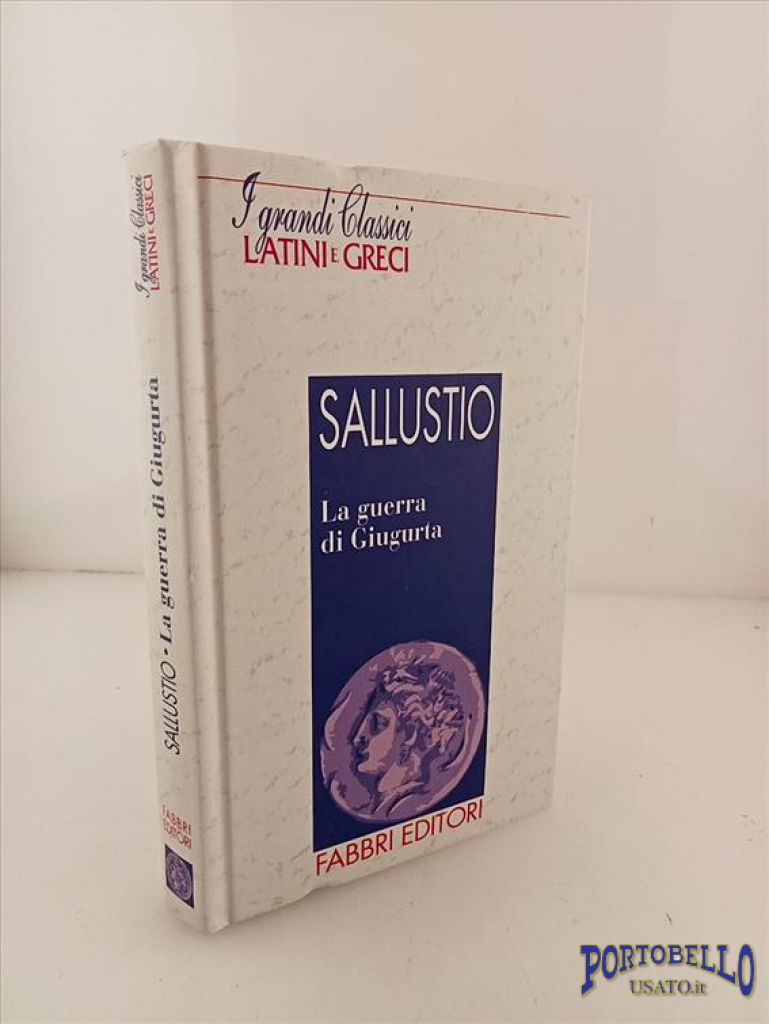 I grandi Classici
LATINI E GRECI
SALLUSTIO
La guerra
di Giugurta
FABBRI EDITORI
I grandi Classici
LATINI E GRECI
SALLUSTIO • La guerra di Giugurta
FABBRI
EDITORI
PORTOBELLO
USATO.it